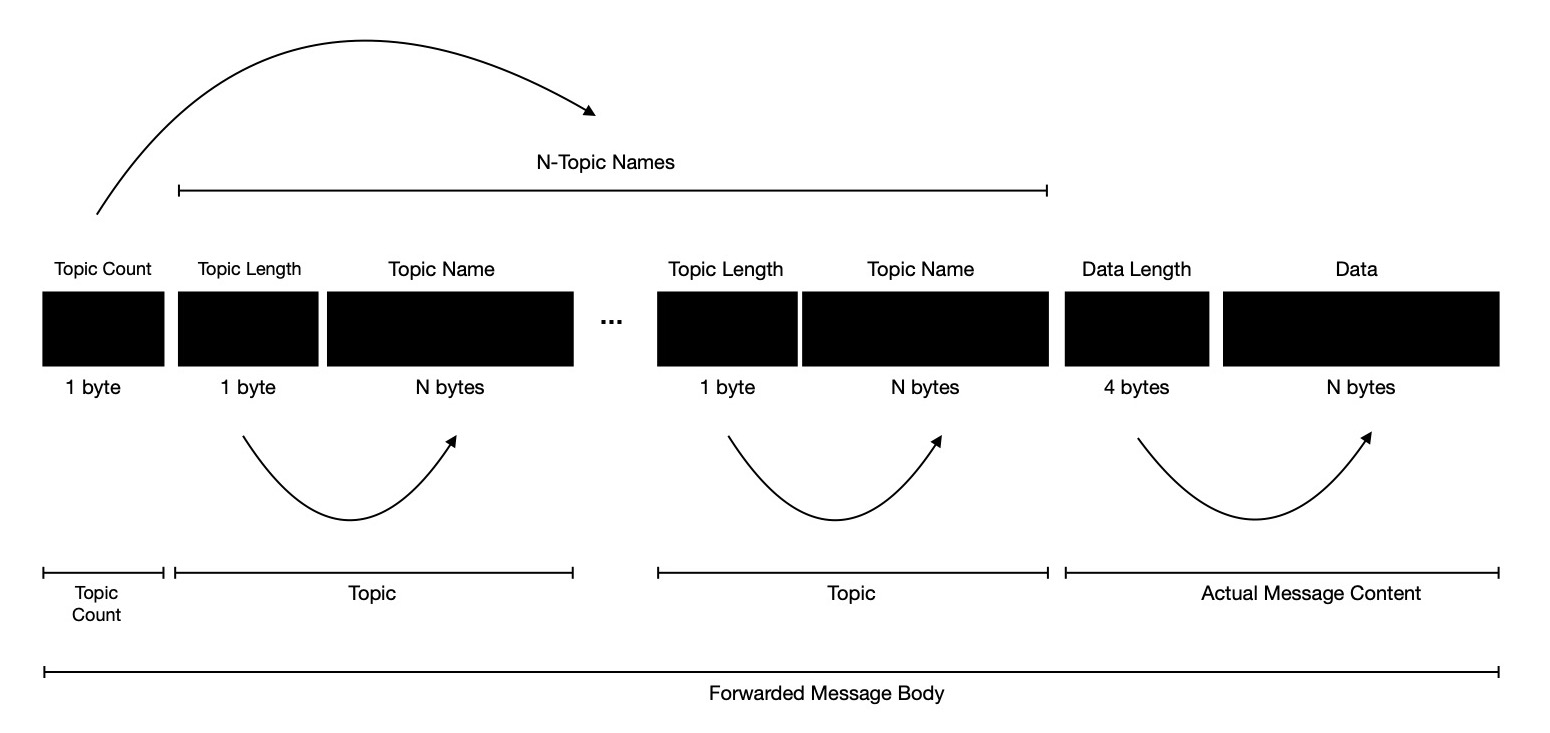 N-Topic Names
Topic Count Topic Length Topic Name Topic Length Topic Name Data Length Data
...
1 byte 1 byte N bytes 1 byte N bytes 4 bytes N bytes
Topic Count
Topic
Topic
Actual Message Content
Forwarded Message Body